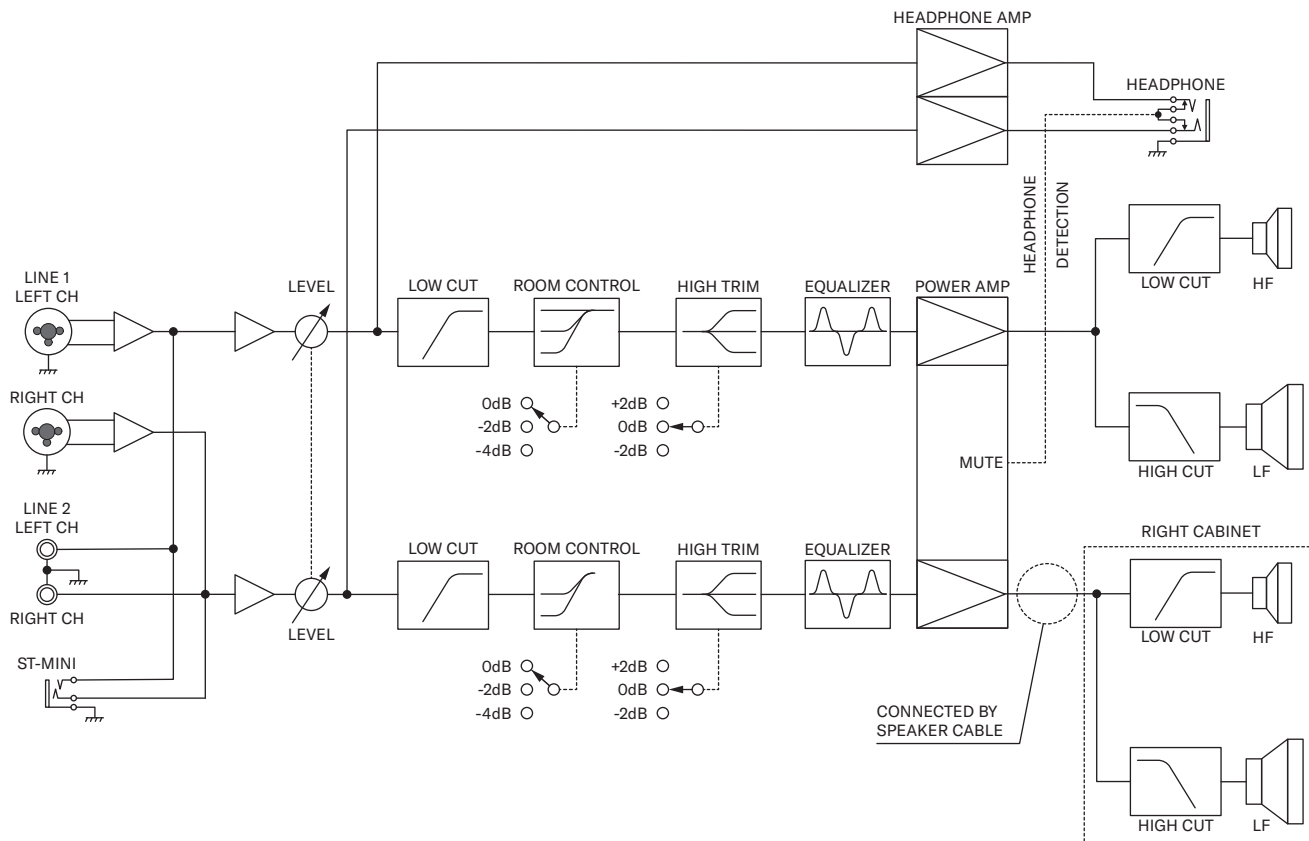 HEADPHONE AMP
HEADPHONE
HEADPHONE
DETECTION
LINE 1
LEFT CH
LEVEL
LOW CUT
ROOM CONTROL
HIGH TRIM
EQUALIZER
POWER AMP
LOW CUT
HF
RIGHT CH
0dB
-2dB
-4dB
+2dB
0dB
-2dB
MUTE
HIGH CUT
LF
LINE 2
LEFT CH
RIGHT CH
ST-MINI
LEVEL
LOW CUT
ROOM CONTROL
HIGH TRIM
EQUALIZER
RIGHT CABINET
LOW CUT
HF
0dB
-2dB
-4dB
+2dB
0dB
-2dB
CONNECTED BY
SPEAKER CABLE
HIGH CUT
LF